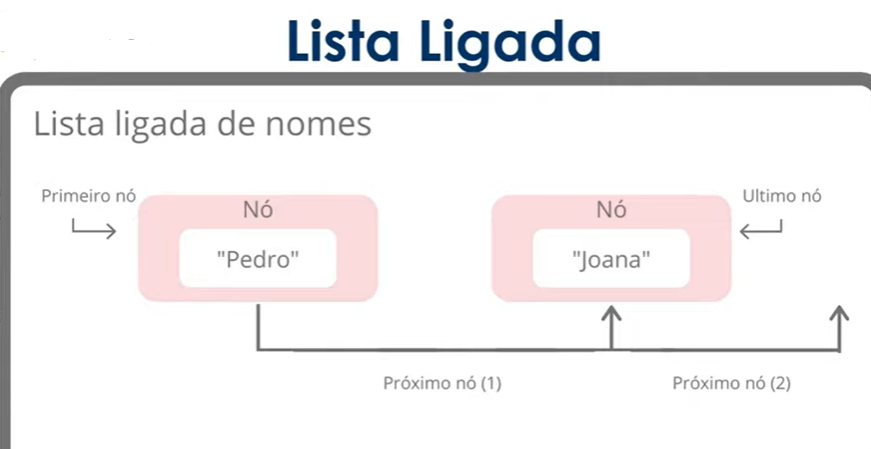 Lista Ligada
Lista ligada de nomes
Primeiro nó
Nó
"Pedro"
Nó
"Joana"
Ultimo nó
Próximo nó (1)
Próximo nó (2)